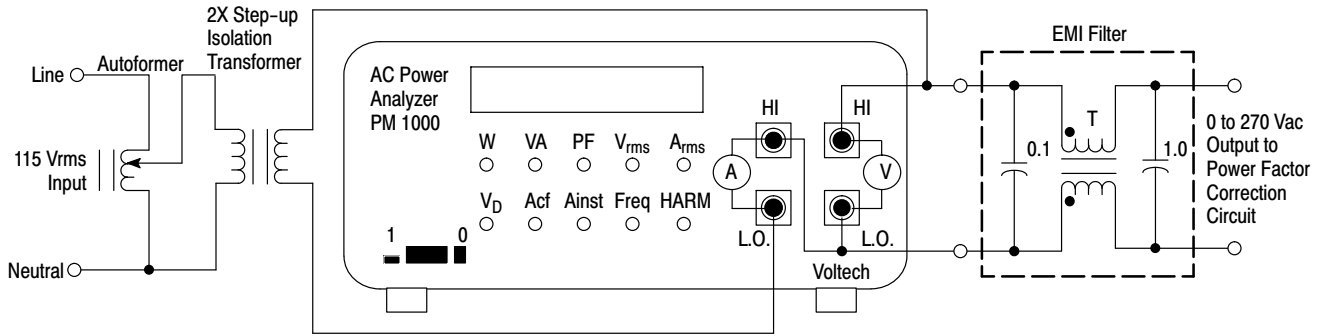 2X Step-up
Isolation
Transformer
Autoformer
Line
115 Vrms
Input
Neutral
AC Power
Analyzer
PM 1000
W VA PF Vrms Arms
VD Acf Ainst Freq HARM
1 0
HI HI
A V
L.O. L.O.
Voltech
EMI Filter
0.1
T
1.0
0 to 270 Vac
Output to
Power Factor
Correction
Circuit